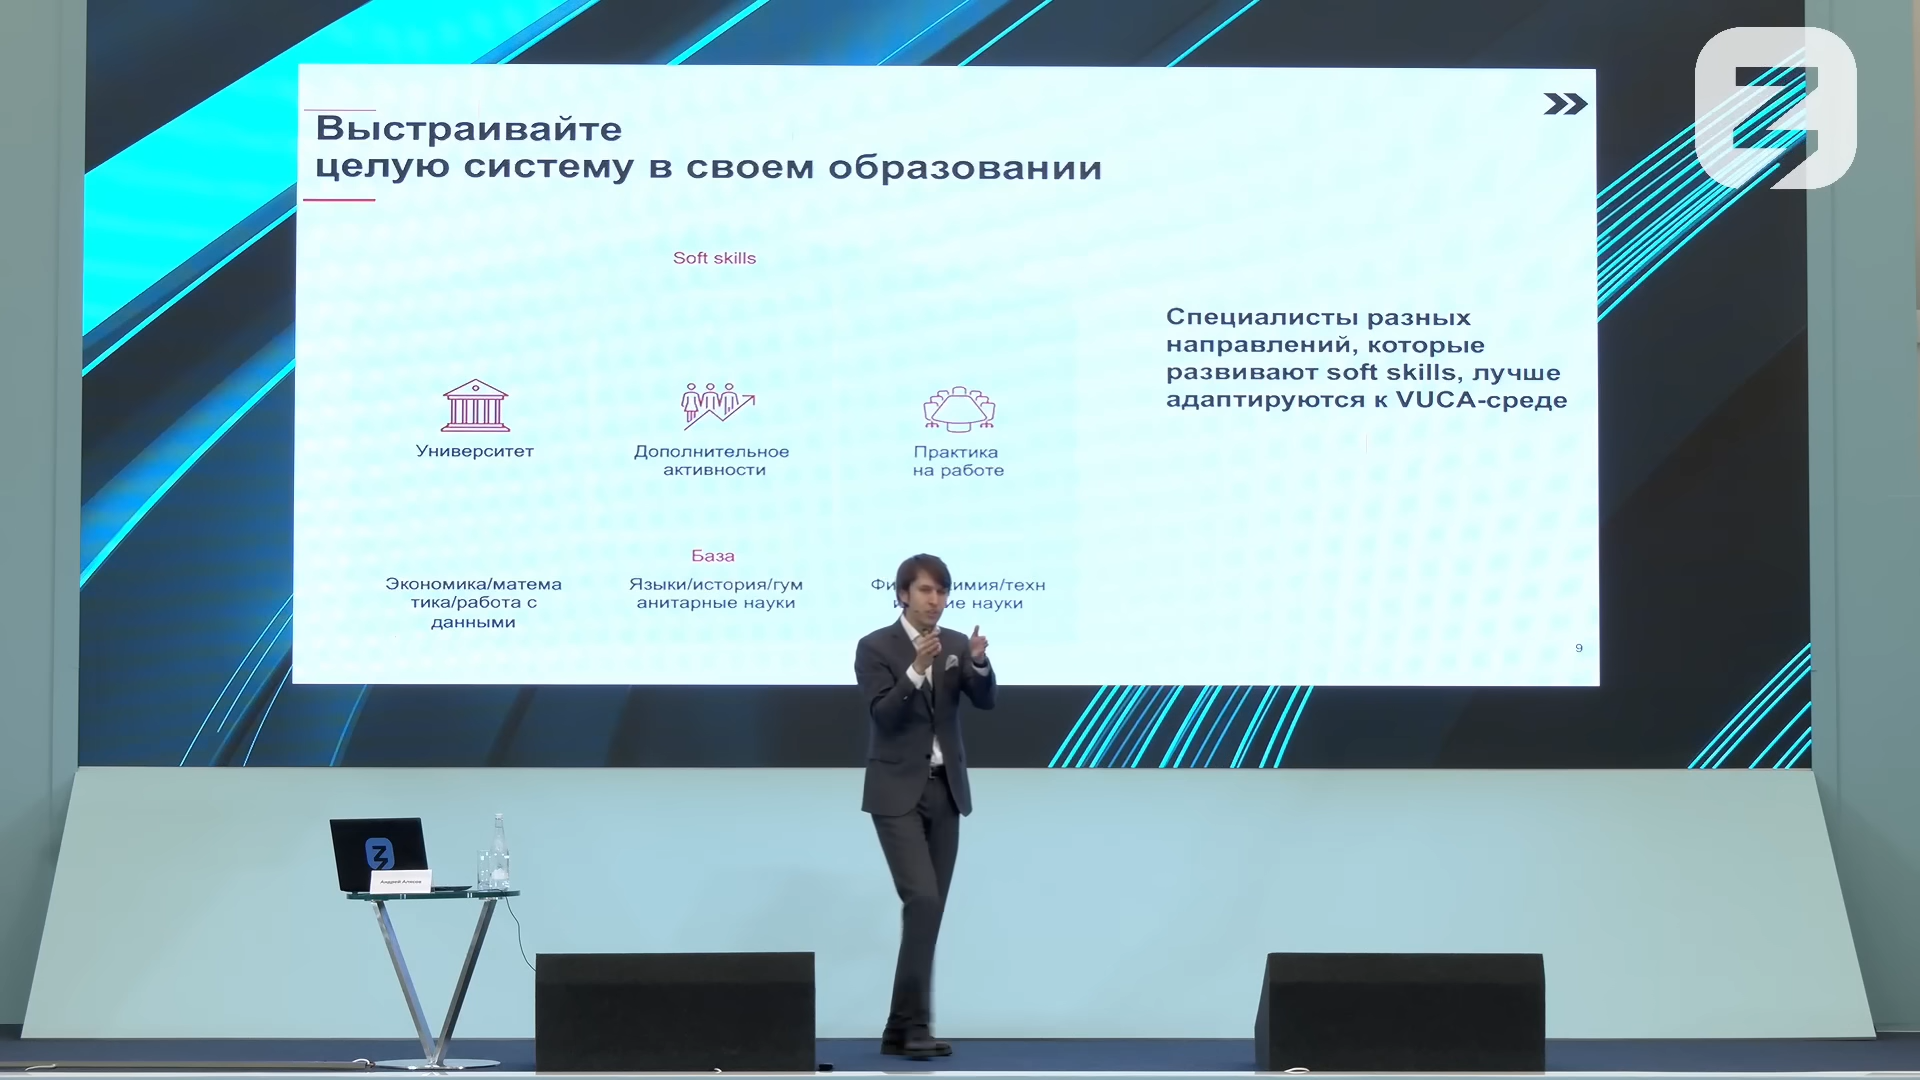 Выстраивайте
целую систему в своем образовании
Soft skills
Специалисты разных
направлений, которые
развивают soft skills, лучше
адаптируются к VUCA-среде
Университет
Дополнительное
активности
Практика
на работе
База
Экономика/матема
тика/работа с
данными
Языки/история/гум
анитарные науки
имия/техн
ие науки
9